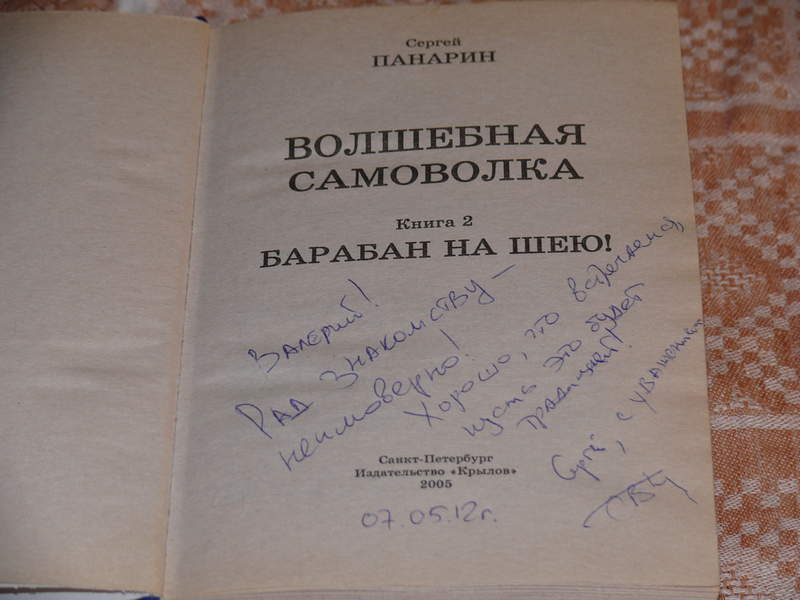 Сергей
ПАНАРИН
ВОЛШЕБНАЯ
САМОВОЛКА
Книга 2
БАРАБАН НА ШЕЮ!
Валерий!
Рад знакомству —
неимоверно!
Хорошо, что встречаемся
пусть это будет
традицией!
Сергей, с уважением
Санкт-Петербург
Издательство «Крылов»
2005
07.05.12г.